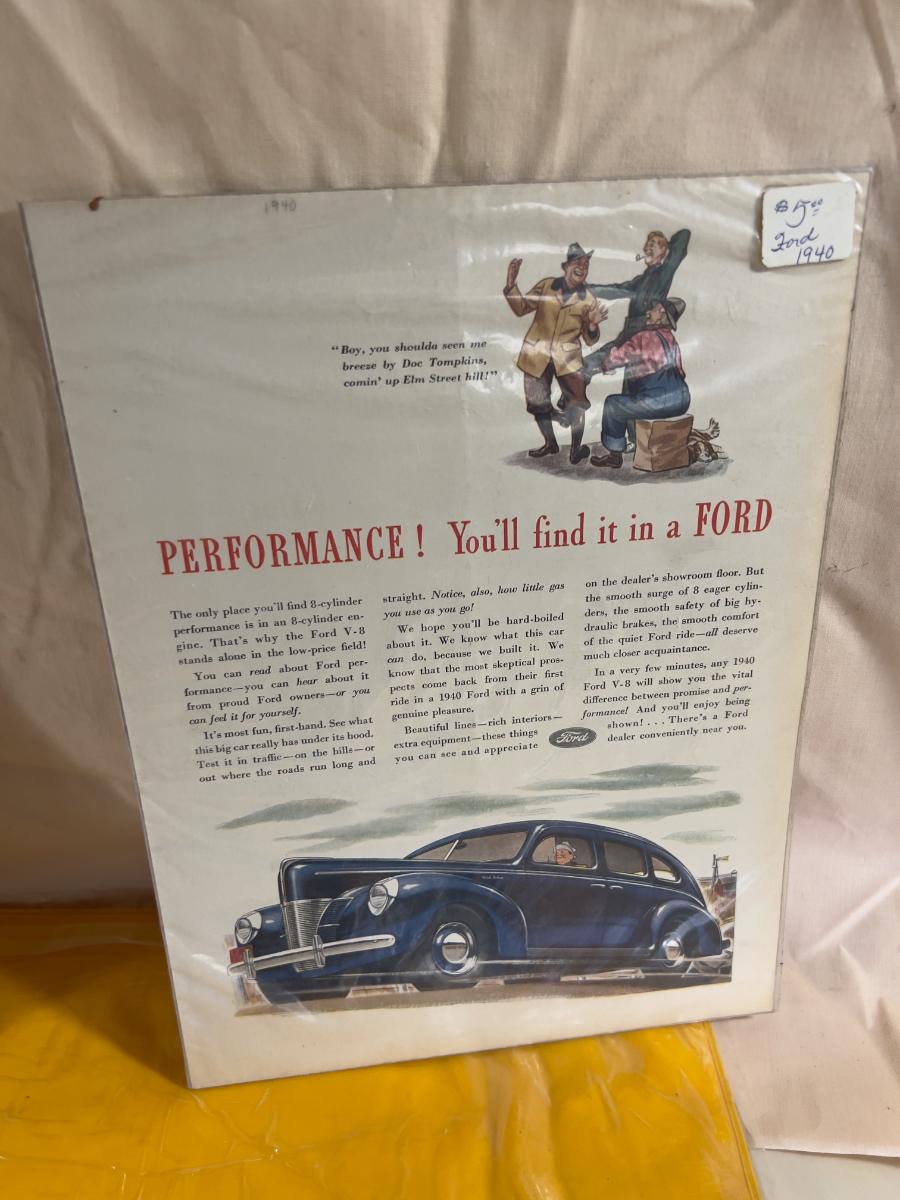 1940
$5.00
Ford
1940
"Boy, you shoulda seen me
breeze by Doc Tompkins,
comin' up Elm Street hill!"
PERFORMANCE! You'll find it in a FORD
The only place you'll find 8-cylinder
performance is in an 8-cylinder en-
gine. That's why the Ford V-8
stands alone in the low-price field!
You can read about Ford per-
formance—you can hear about it
from proud Ford owners—or you
can feel it for yourself.
It's most fun, first-hand. See what
this big car really has under its hood.
Test it in traffic—on the hills—or
out where the roads run long and
straight. Notice, also, how little gas
you use as you go!
We hope you'll be hard-boiled
about it. We know what this car
can do, because we built it. We
know that the most skeptical pros-
pects come back from their first
ride in a 1940 Ford with a grin of
genuine pleasure.
Beautiful lines—rich interiors—
extra equipment—these things
you can see and appreciate
on the dealer's showroom floor. But
the smooth surge of 8 eager cylin-
ders, the smooth safety of big hy-
draulic brakes, the smooth comfort
of the quiet Ford ride—all deserve
much closer acquaintance.
In a very few minutes, any 1940
Ford V-8 will show you the vital
difference between promise and per-
formance! And you'll enjoy being
shown! . . . There's a Ford
dealer conveniently near you.
Ford